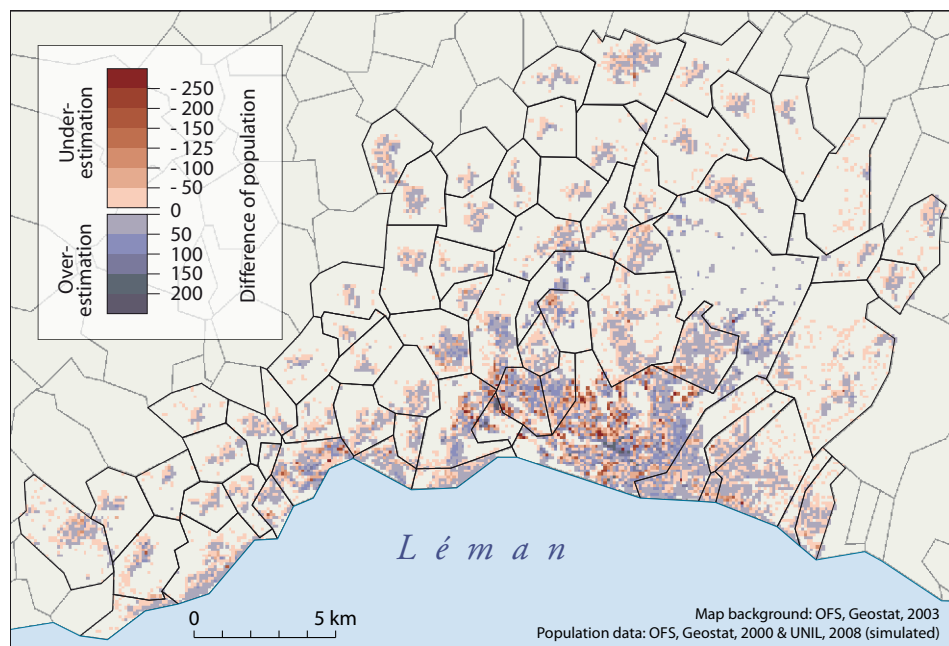 Under-
estimation
Over-
estimation
- 250
200
- 150
- 125
-100
- 50
0
50
100
150
200
Difference of population
Léman
0 5 km
Map background: OFS, Geostat, 2003
Population data: OFS, Geostat, 2000 & UNIL, 2008 (simulated)